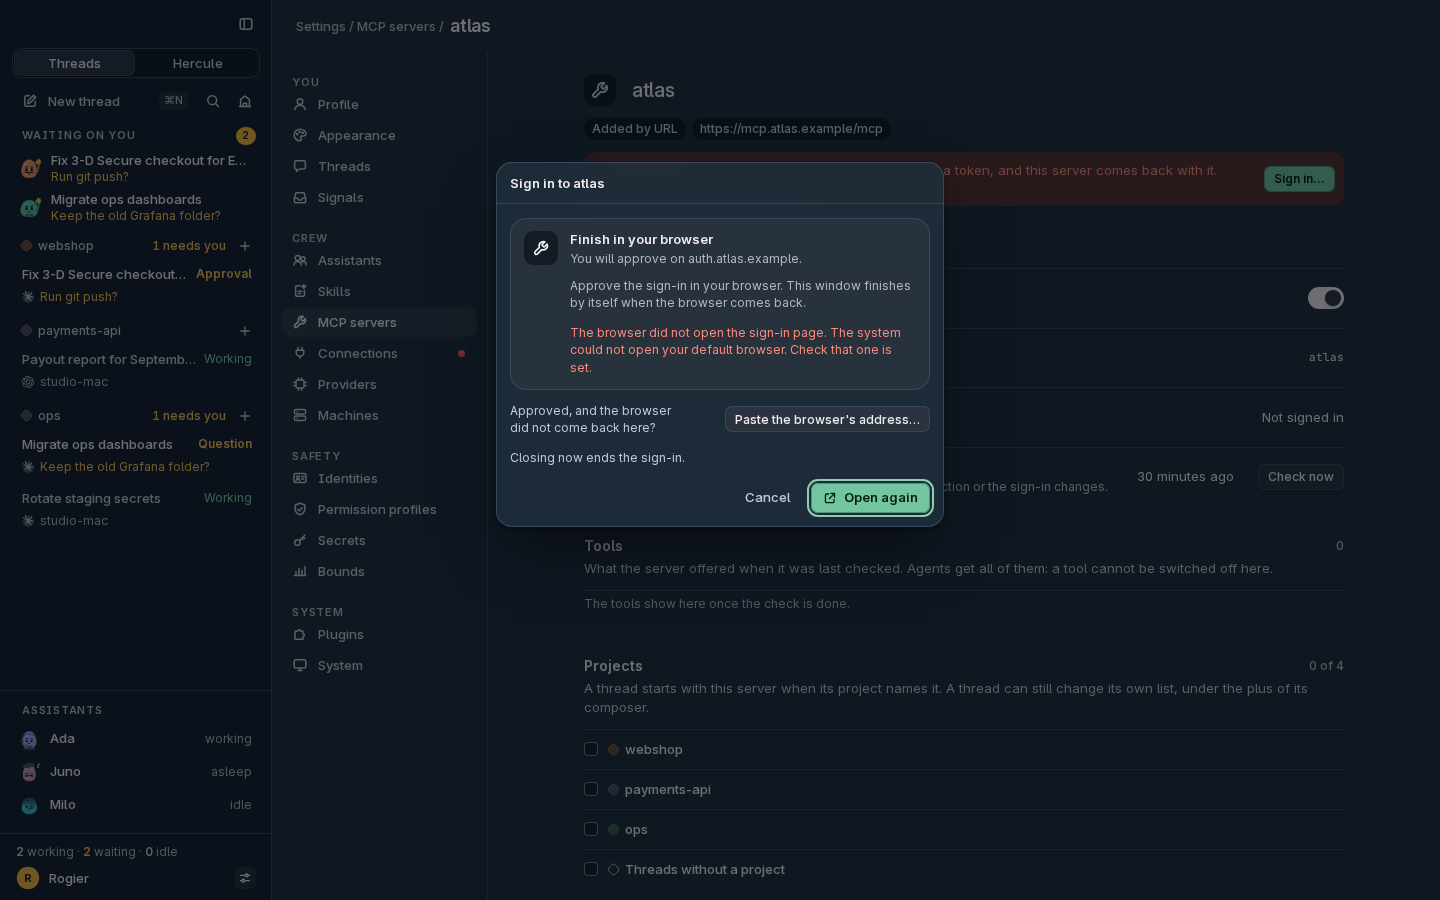 Threads
Hercule
New thread
⌘N
WAITING ON YOU
2
Fix 3-D Secure checkout for E…
Run git push?
Migrate ops dashboards
Keep the old Grafana folder?
webshop
1 needs you
Fix 3-D Secure checkout…
Approval
Run git push?
payments-api
Payout report for Septemb…
Working
studio-mac
ops
1 needs you
Migrate ops dashboards
Question
Keep the old Grafana folder?
Rotate staging secrets
Working
studio-mac
ASSISTANTS
Ada
working
Juno
asleep
Milo
idle
2 working · 2 waiting · 0 idle
R
Rogier
Settings / MCP servers / atlas
YOU
Profile
Appearance
Threads
Signals
CREW
Assistants
Skills
MCP servers
Connections
Providers
Machines
SAFETY
Identities
Permission profiles
Secrets
Bounds
SYSTEM
Plugins
System
atlas
Added by URL
https://mcp.atlas.example/mcp
a token, and this server comes back with it.
Sign in…
Sign in to atlas
Finish in your browser
You will approve on auth.atlas.example.
Approve the sign-in in your browser. This window finishes
by itself when the browser comes back.
The browser did not open the sign-in page. The system
could not open your default browser. Check that one is
set.
Approved, and the browser
did not come back here?
Paste the browser's address…
Closing now ends the sign-in.
Cancel
Open again
atlas
Not signed in
ction or the sign-in changes.
30 minutes ago
Check now
Tools
0
What the server offered when it was last checked. Agents get all of them: a tool cannot be switched off here.
The tools show here once the check is done.
Projects
0 of 4
A thread starts with this server when its project names it. A thread can still change its own list, under the plus of its
composer.
webshop
payments-api
ops
Threads without a project